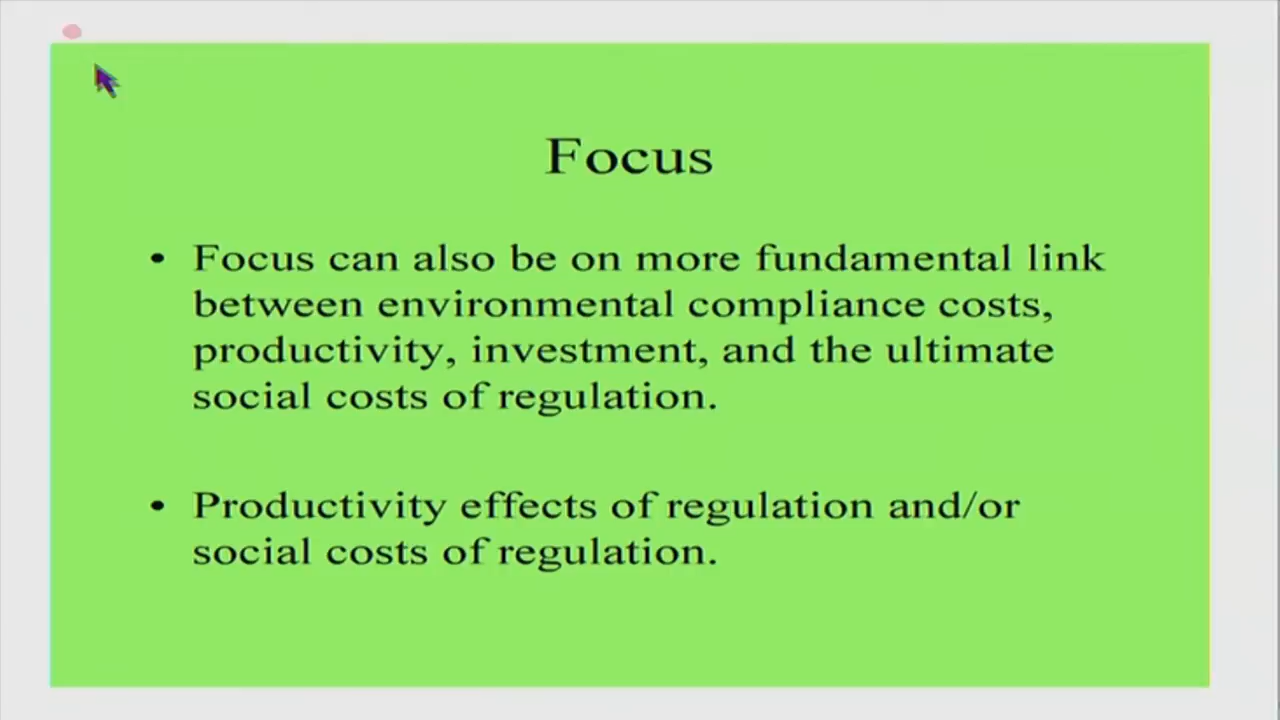 Focus
• Focus can also be on more fundamental link
between environmental compliance costs,
productivity, investment, and the ultimate
social costs of regulation.
• Productivity effects of regulation and/or
social costs of regulation.